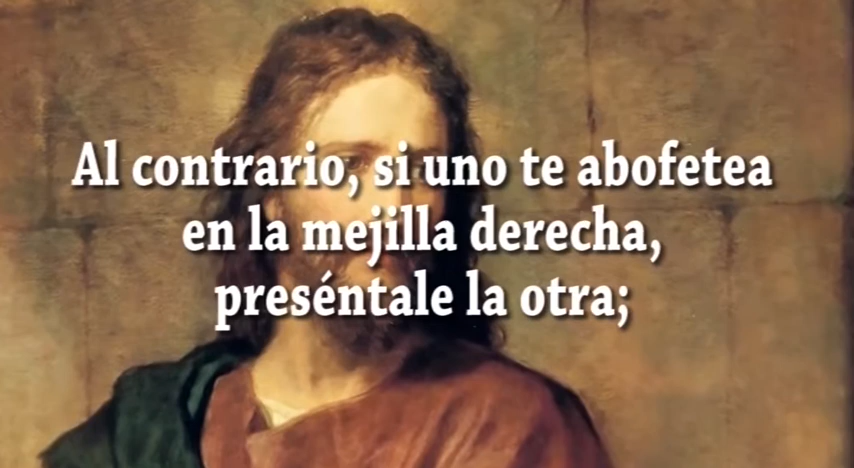 Al contrario, si uno te abofetea
en la mejilla derecha,
preséntale la otra;